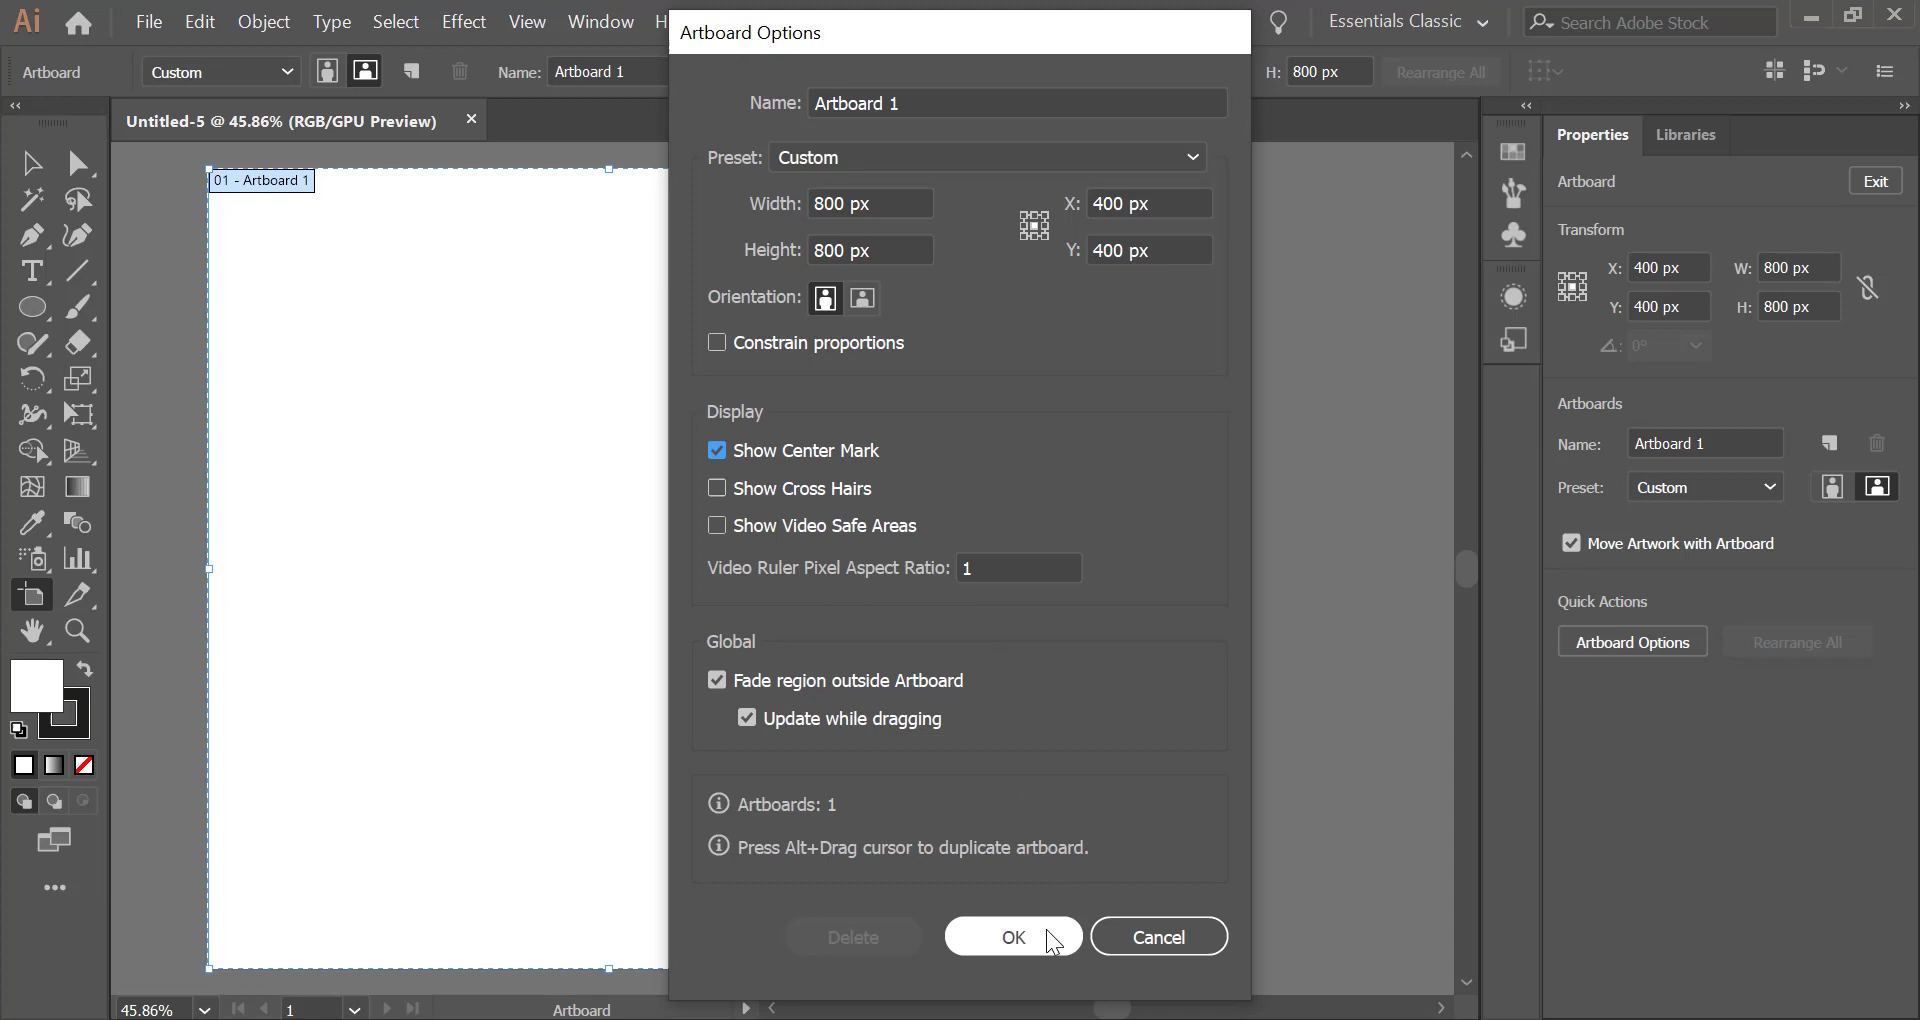 Ai File Edit Object Type Select Effect View Window H
Essentials Classic Search Adobe Stock
Artboard Custom Name: Artboard 1
H: 800 px Rearrange All
Untitled-5 @ 45.86% (RGB/GPU Preview)
01 - Artboard 1
Artboard Options
Name: Artboard 1
Preset: Custom
Width: 800 px X: 400 px
Height: 800 px Y: 400 px
Orientation:
Constrain proportions
Display
Show Center Mark
Show Cross Hairs
Show Video Safe Areas
Video Ruler Pixel Aspect Ratio: 1
Global
Fade region outside Artboard
Update while dragging
Artboards: 1
Press Alt+Drag cursor to duplicate artboard.
Delete OK Cancel
Properties Libraries
Artboard Exit
Transform
X: 400 px W: 800 px
Y: 400 px H: 800 px
0°
Artboards
Name: Artboard 1
Preset: Custom
Move Artwork with Artboard
Quick Actions
Artboard Options Rearrange All
45.86% 1 Artboard